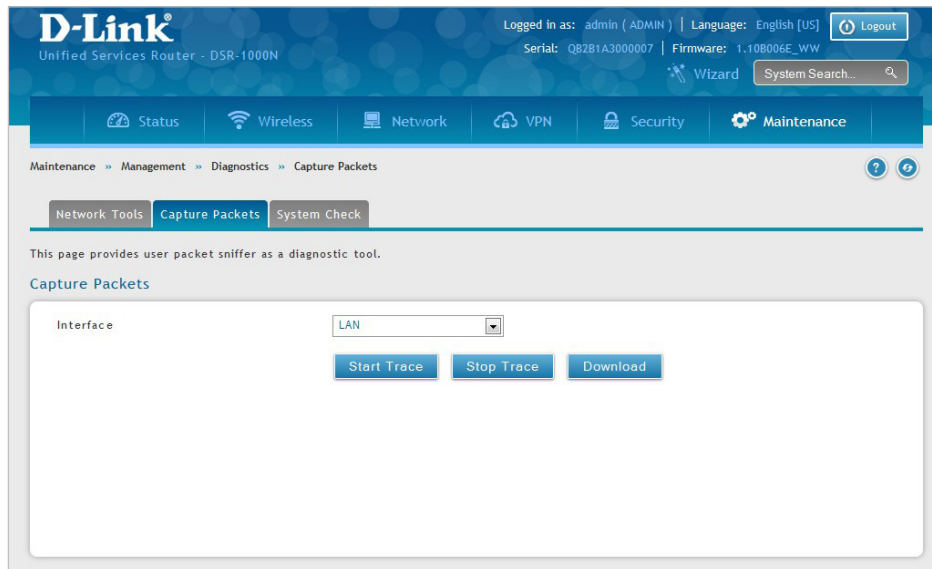 D-Link
Logged in as: admin ( ADMIN ) | Language: English [US]
Logout
Unified Services Router - DSR-1000N
Serial: QB2B1A3000007 | Firmware: 1.10B006E_WW
Wizard
System Search...
Status
Wireless
Network
VPN
Security
Maintenance
Maintenance » Management » Diagnostics » Capture Packets
?
Network Tools
Capture Packets
System Check
This page provides user packet sniffer as a diagnostic tool.
Capture Packets
Interface
LAN
Start Trace
Stop Trace
Download